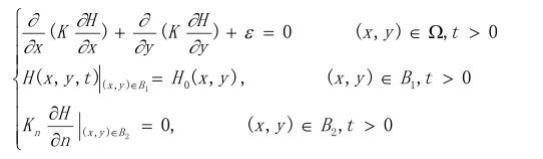 ∂/∂x (K ∂H/∂x) + ∂/∂y (K ∂H/∂y) + ε = 0 (x, y) ∈ Ω, t > 0
H(x, y, t)|(x,y)∈B₁ = H₀(x, y), (x, y) ∈ B₁, t > 0
Kₙ ∂H/∂n |(x,y)∈B₂ = 0, (x, y) ∈ B₂, t > 0